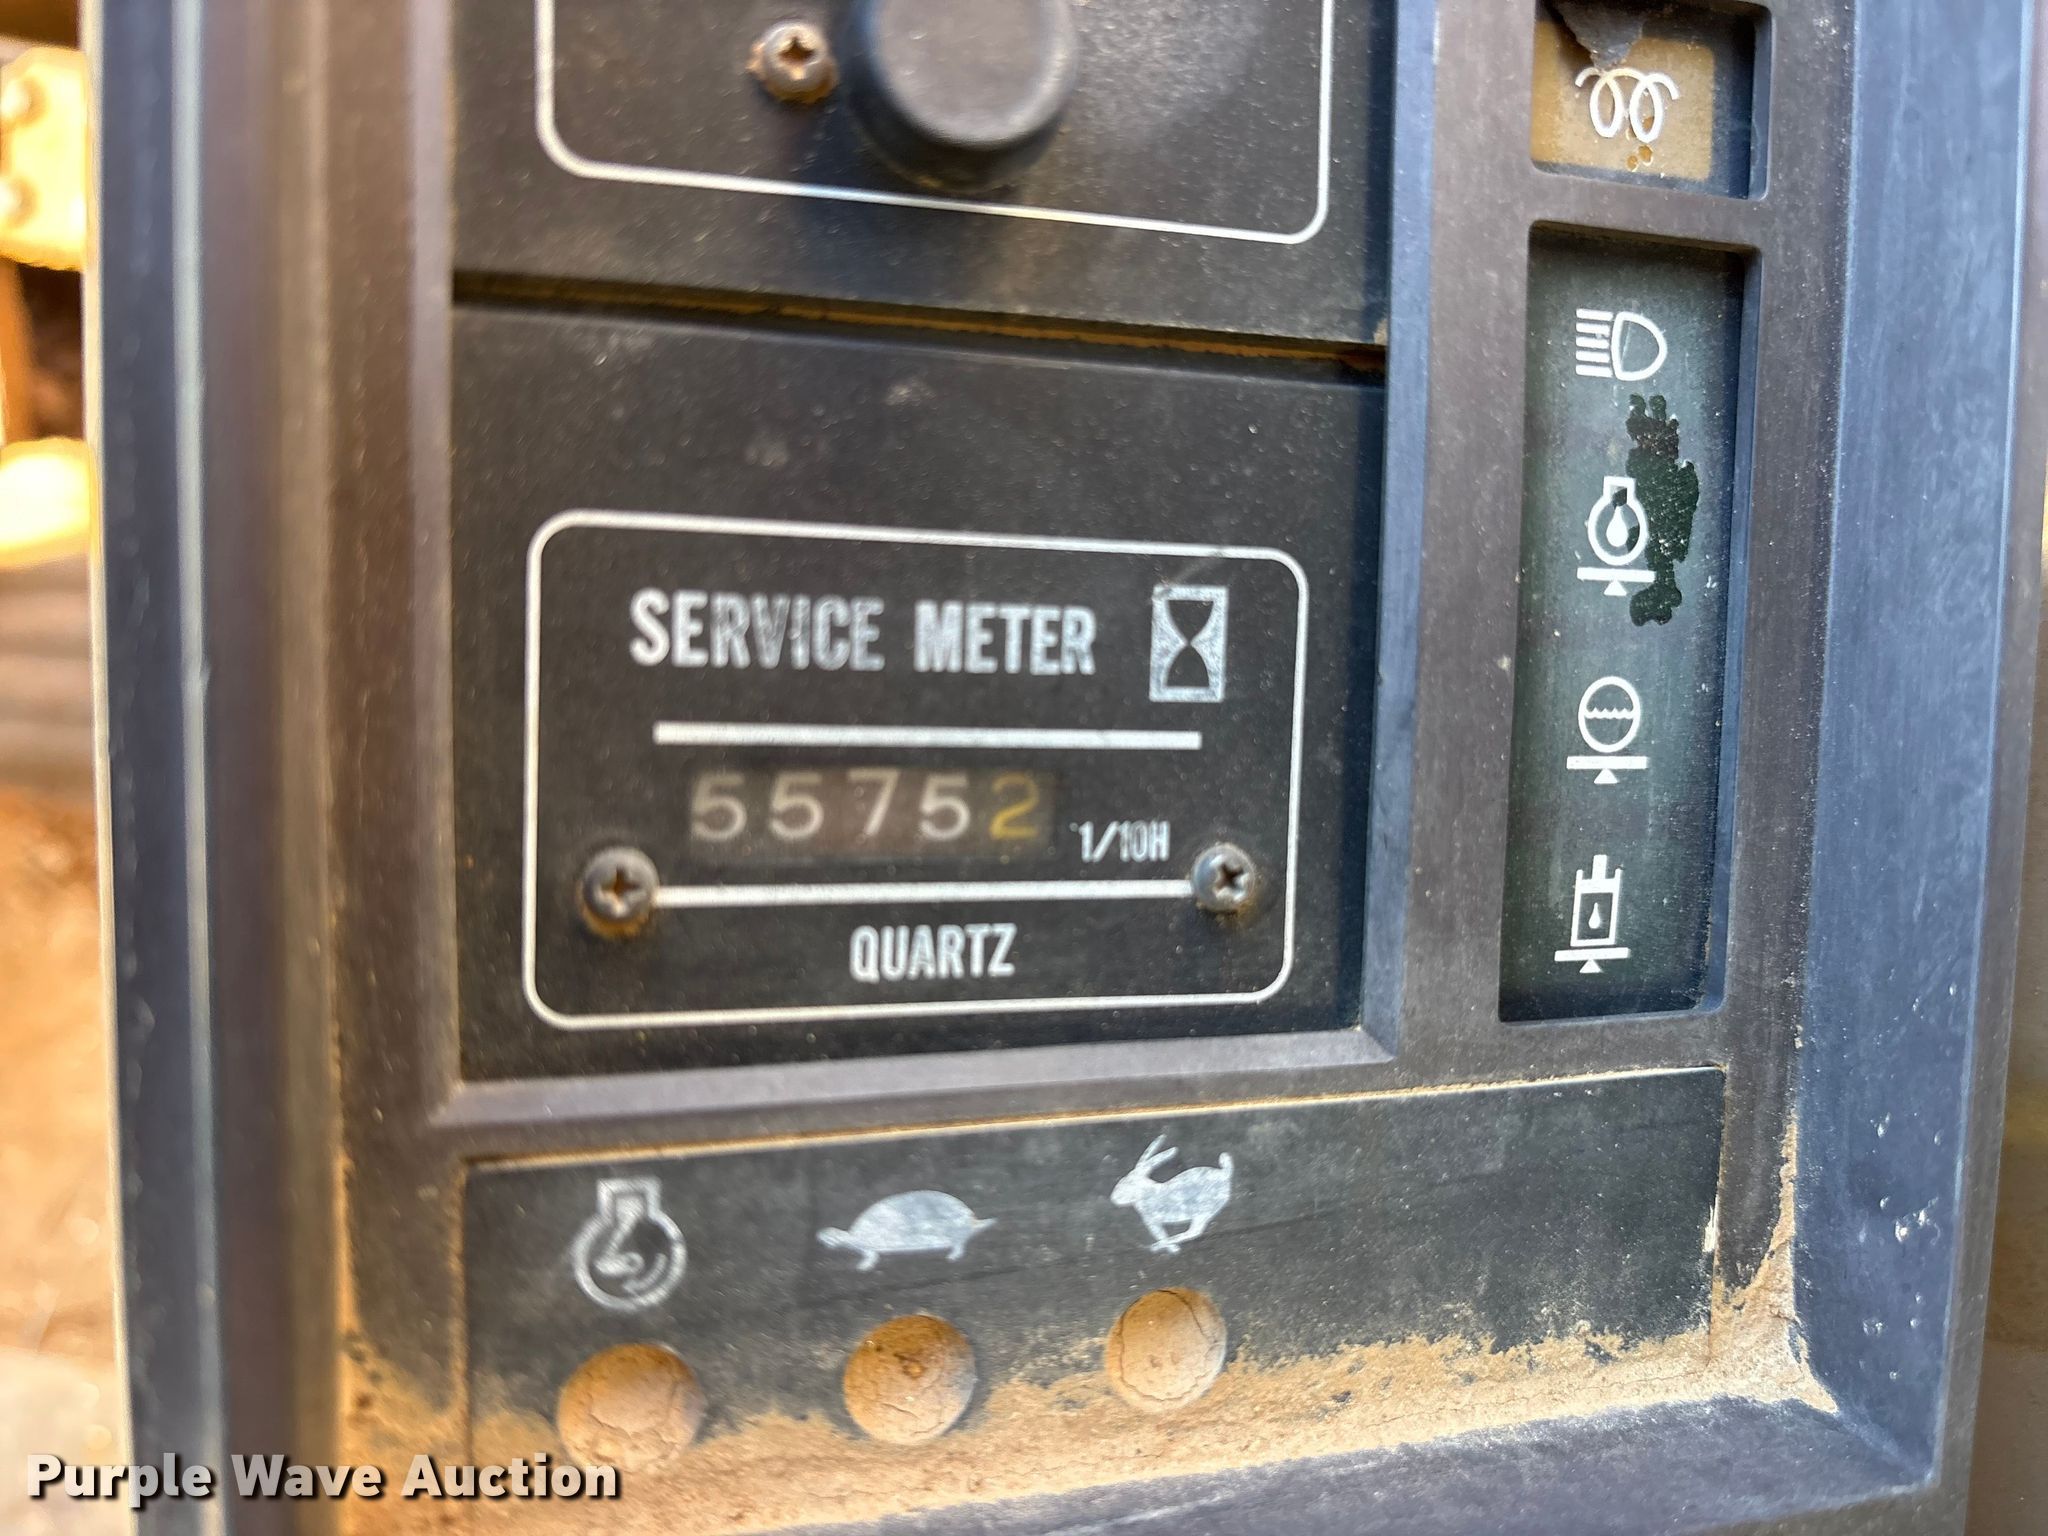 SERVICE METER
55752
1/10H
QUARTZ
Purple Wave Auction